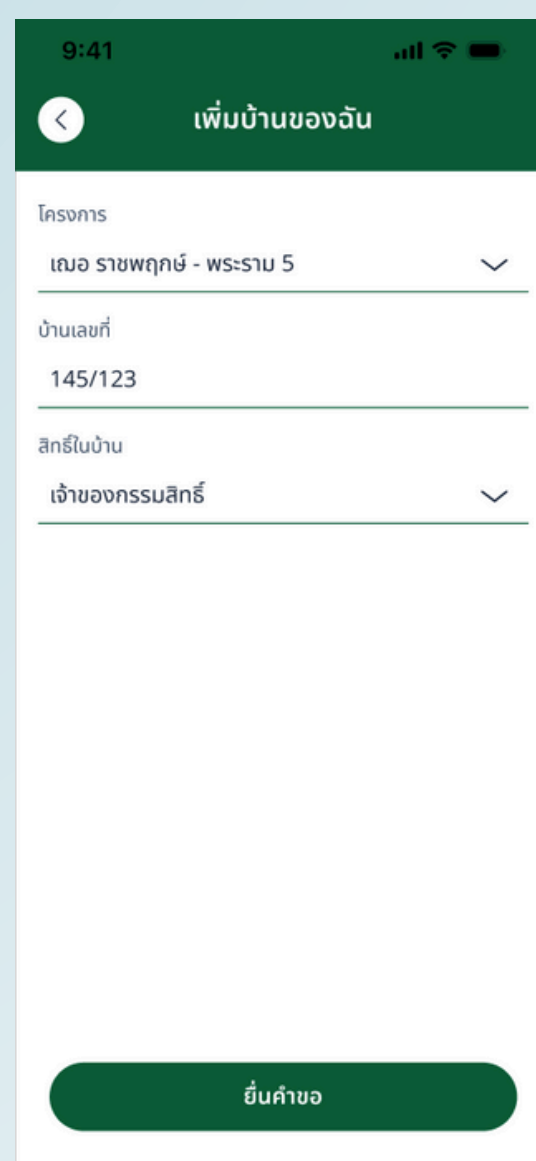 9:41
เพิ่มบ้านของฉัน
โครงการ
เฌอ ราชพฤกษ์ - พระราม 5
บ้านเลขที่
145/123
สิทธิ์ในบ้าน
เจ้าของกรรมสิทธิ์
ยื่นคำขอ